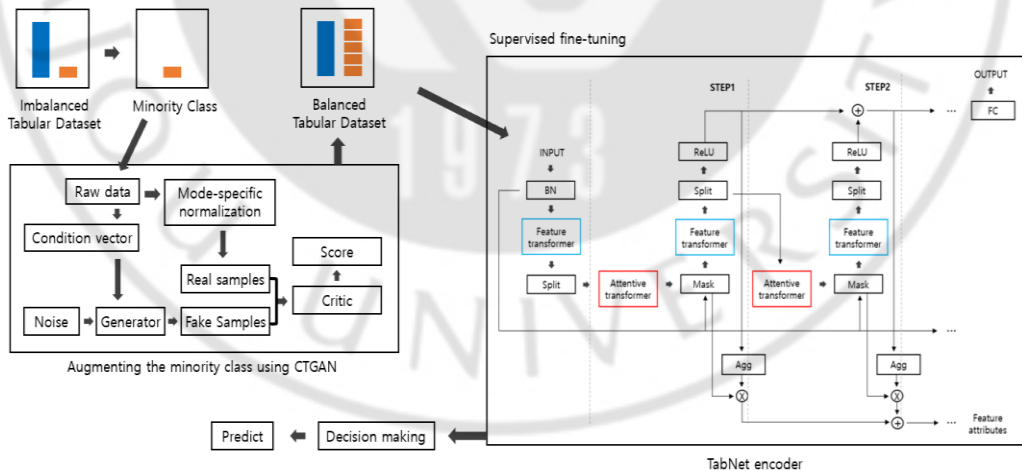 Imbalanced
Tabular Dataset
Minority Class
Balanced
Tabular Dataset
Raw data
Mode-specific
normalization
Condition vector
Real samples
Score
Critic
Noise
Generator
Fake Samples
Augmenting the minority class using CTGAN
Supervised fine-tuning
INPUT
BN
Feature
transformer
Split
Attentive
transformer
STEP1
ReLU
Split
Feature
transformer
Mask
Agg
Attentive
transformer
STEP2
ReLU
Split
Feature
transformer
Mask
Agg
OUTPUT
FC
...
...
...
Feature
attributes
TabNet encoder
Decision making
Predict
1973
UNIVERSIT